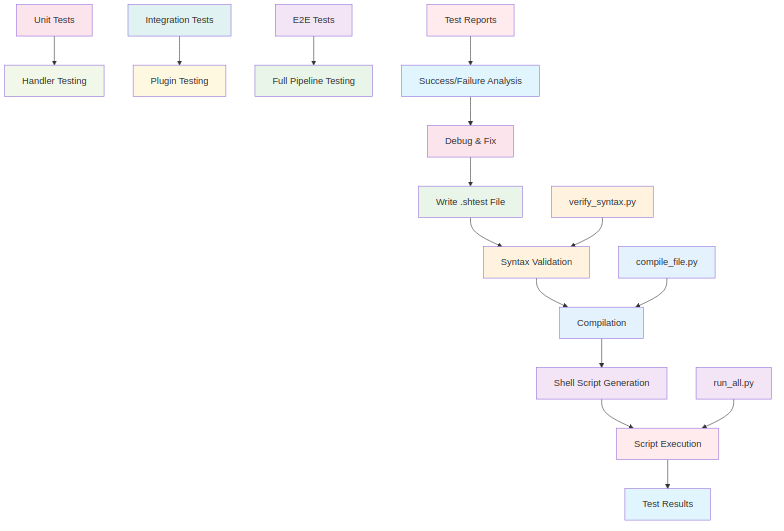 Unit Tests
Integration Tests
E2E Tests
Test Reports
Handler Testing
Plugin Testing
Full Pipeline Testing
Success/Failure Analysis
Debug & Fix
Write .shtest File
verify_syntax.py
Syntax Validation
compile_file.py
Compilation
Shell Script Generation
run_all.py
Script Execution
Test Results